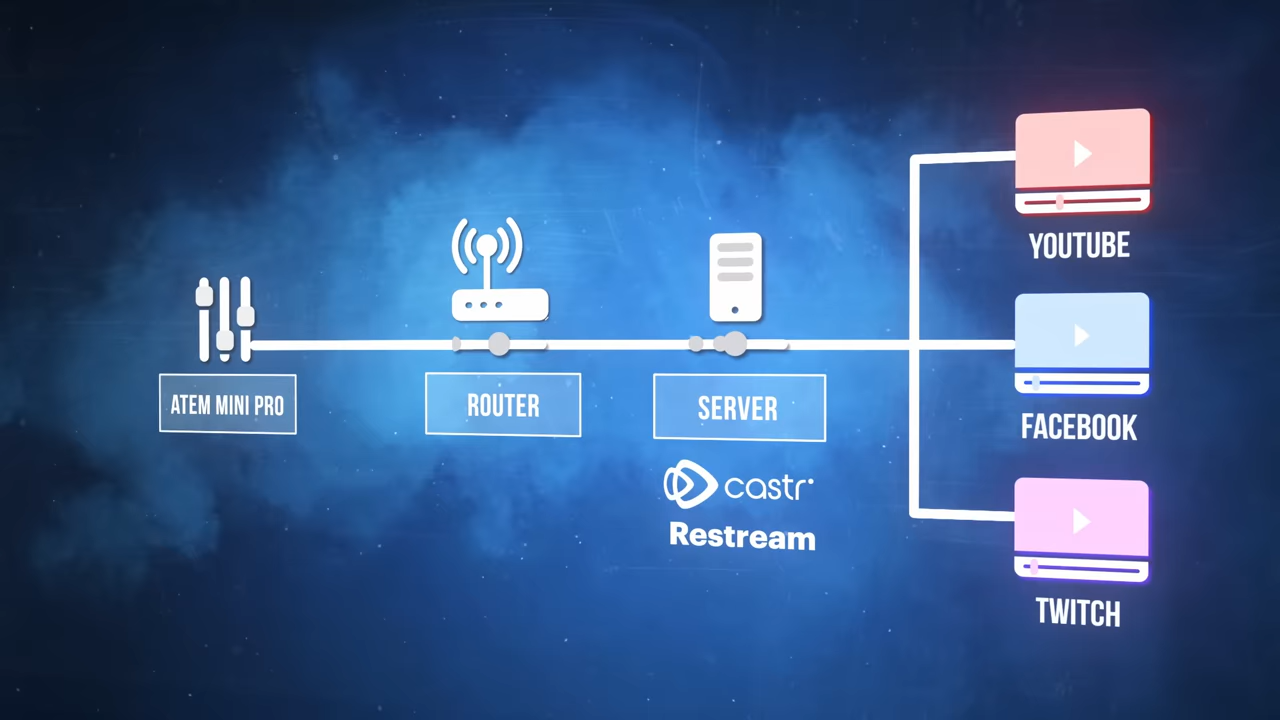 ATEM MINI PRO
ROUTER
SERVER
castr
Restream
YOUTUBE
FACEBOOK
TWITCH